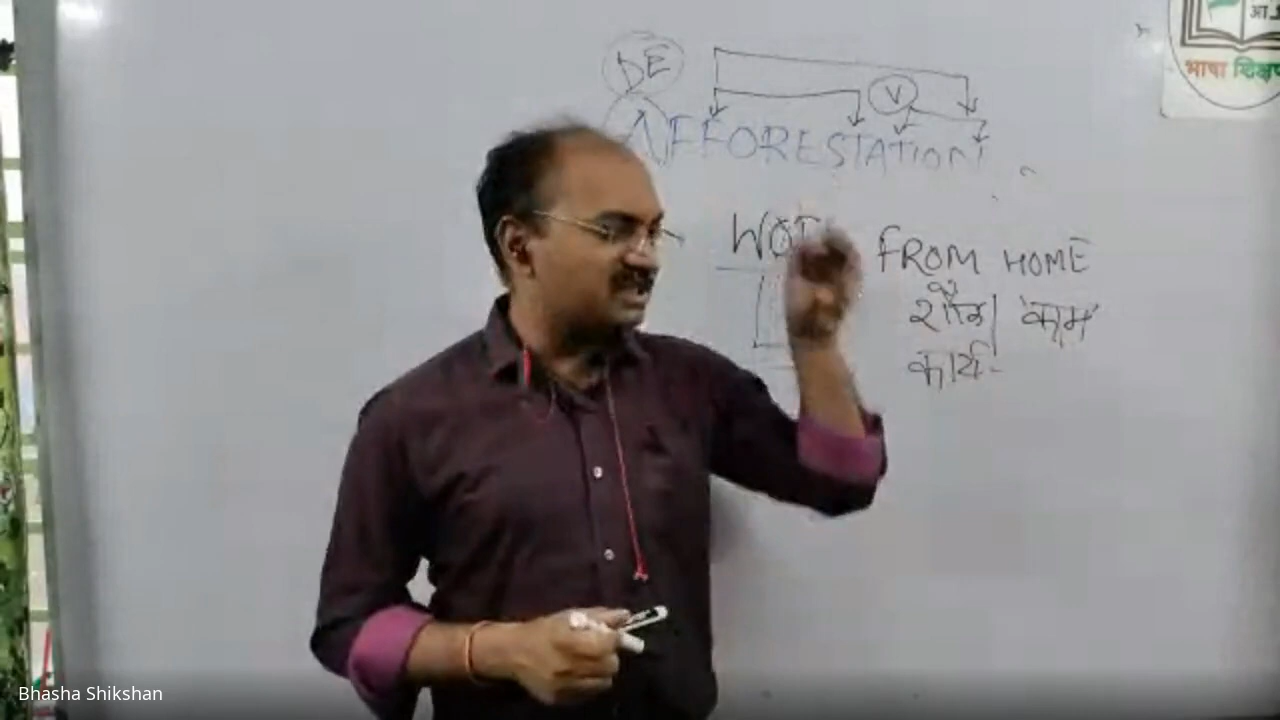 DE
V
AFFORESTATION
FROM HOME
काम
कार्य
भाषा
Bhasha Shikshan